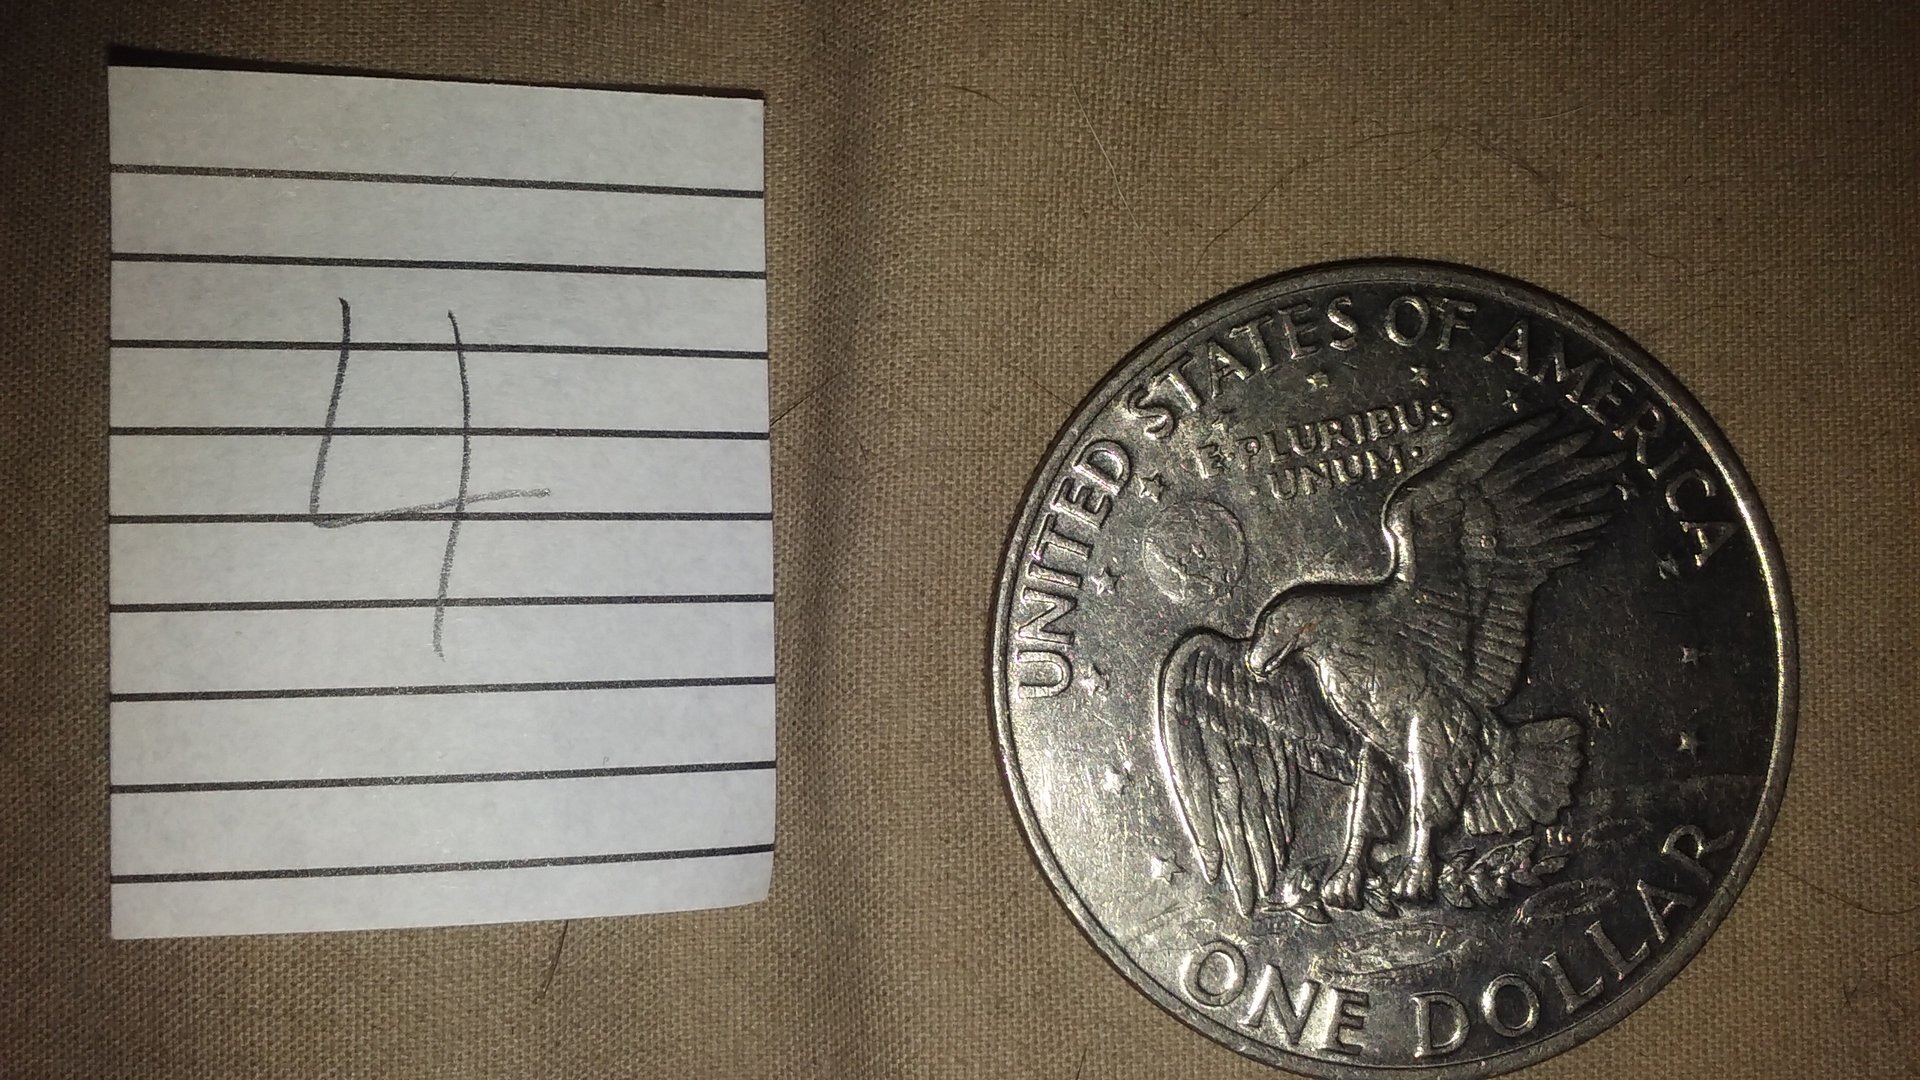 4
UNITED STATES OF AMERICA
E PLURIBUS
UNUM
ONE DOLLAR